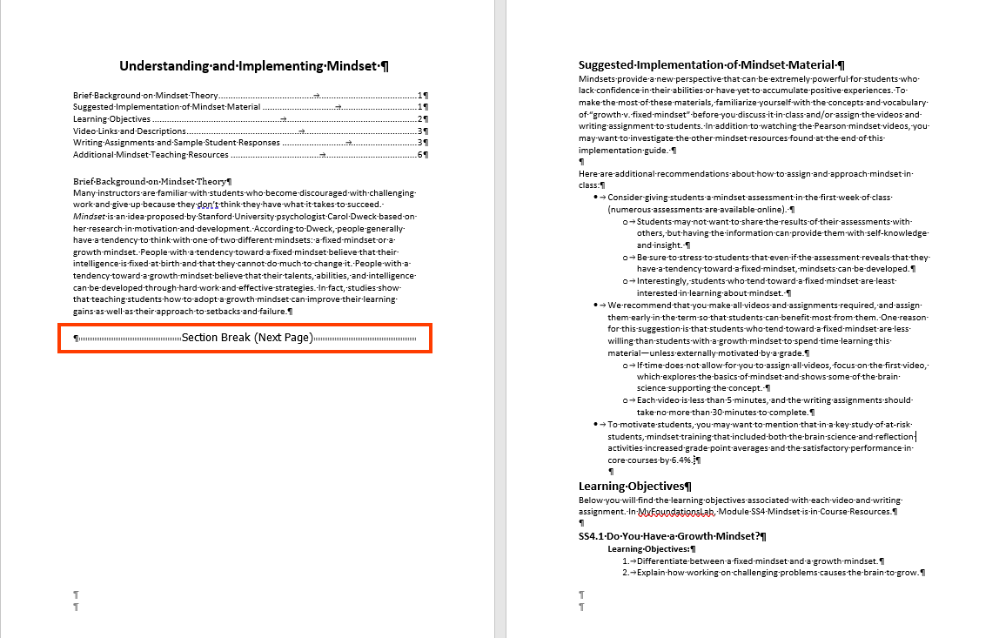 Understanding·and·Implementing·Mindset·¶
Brief·Background·on·Mindset·Theory..............................→................................1¶
Suggested·Implementation·of·Mindset·Material ........................→..........................1¶
Learning·Objectives ..........................................→..........................................2¶
Video·Links·and·Descriptions....................................→....................................3¶
Writing·Assignments·and·Sample·Student·Responses ....................→......................3¶
Additional·Mindset·Teaching·Resources ............................→............................6¶
Brief·Background·on·Mindset·Theory¶
Many·instructors·are·familiar·with·students·who·become·discouraged·with·challenging·
work·and·give·up·because·they·don't·think·they·have·what·it·takes·to·succeed.·
Mindset·is·an·idea·proposed·by·Stanford·University·psychologist·Carol·Dweck·based·on·
her·research·in·motivation·and·development.·According·to·Dweck,·people·generally·
have·a·tendency·to·think·with·one·of·two·different·mindsets:·a·fixed·mindset·or·a·
growth·mindset.·People·with·a·tendency·toward·a·fixed·mindset·believe·that·their·
intelligence·is·fixed·at·birth·and·that·they·cannot·do·much·to·change·it.·People·with·a·
tendency·toward·a·growth·mindset·believe·that·their·talents,·abilities,·and·intelligence·
can·be·developed·through·hard·work·and·effective·strategies.·In·fact,·studies·show·
that·teaching·students·how·to·adopt·a·growth·mindset·can·improve·their·learning·
gains·as·well·as·their·approach·to·setbacks·and·failure.¶
¶Section Break (Next Page)
¶
¶
Suggested·Implementation·of·Mindset·Material·¶
Mindsets·provide·a·new·perspective·that·can·be·extremely·powerful·for·students·who·
lack·confidence·in·their·abilities·or·have·yet·to·accumulate·positive·experiences.·To·
make·the·most·of·these·materials,·familiarize·yourself·with·the·concepts·and·vocabulary·
of·“growth·v.·fixed·mindset”·before·you·discuss·it·in·class·and/or·assign·the·videos·and·
writing·assignment·to·students.·In·addition·to·watching·the·Pearson·mindset·videos,·you·
may·want·to·investigate·the·other·mindset·resources·found·at·the·end·of·this·
implementation·guide.·¶
¶
Here·are·additional·recommendations·about·how·to·assign·and·approach·mindset·in·
class:¶
•→Consider·giving·students·a·mindset·assessment·in·the·first·week·of·class·
(numerous·assessments·are·available·online).·¶
o→Students·may·not·want·to·share·the·results·of·their·assessments·with·
others,·but·having·the·information·can·provide·them·with·self-knowledge·
and·insight.·¶
o→Be·sure·to·stress·to·students·that·even·if·the·assessment·reveals·that·they·
have·a·tendency·toward·a·fixed·mindset,·mindsets·can·be·developed.¶
o→Interestingly,·students·who·tend·toward·a·fixed·mindset·are·least·
interested·in·learning·about·mindset.·¶
•→We·recommend·that·you·make·all·videos·and·assignments·required,·and·assign·
them·early·in·the·term·so·that·students·can·benefit·most·from·them.·One·reason·
for·this·suggestion·is·that·students·who·tend·toward·a·fixed·mindset·are·less·
willing·than·students·with·a·growth·mindset·to·spend·time·learning·this·
material—unless·externally·motivated·by·a·grade.¶
o→If·time·does·not·allow·for·you·to·assign·all·videos,·focus·on·the·first·video,·
which·explores·the·basics·of·mindset·and·shows·some·of·the·brain·
science·supporting·the·concept.·¶
o→Each·video·is·less·than·5·minutes,·and·the·writing·assignments·should·
take·no·more·than·30·minutes·to·complete.¶
•→To·motivate·students,·you·may·want·to·mention·that·in·a·key·study·of·at-risk·
students,·mindset·training·that·included·both·the·brain·science·and·reflection·
activities·increased·grade·point·averages·and·the·satisfactory·performance·in·
core·courses·by·6.4%.¶
¶
Learning·Objectives¶
Below·you·will·find·the·learning·objectives·associated·with·each·video·and·writing·
assignment.·In·MyFoundationsLab,·Module·SS4·Mindset·is·in·Course·Resources.¶
¶
SS4.1·Do·You·Have·a·Growth·Mindset?¶
Learning·Objectives:¶
1.→Differentiate·between·a·fixed·mindset·and·a·growth·mindset.¶
2.→Explain·how·working·on·challenging·problems·causes·the·brain·to·grow.¶
¶
¶